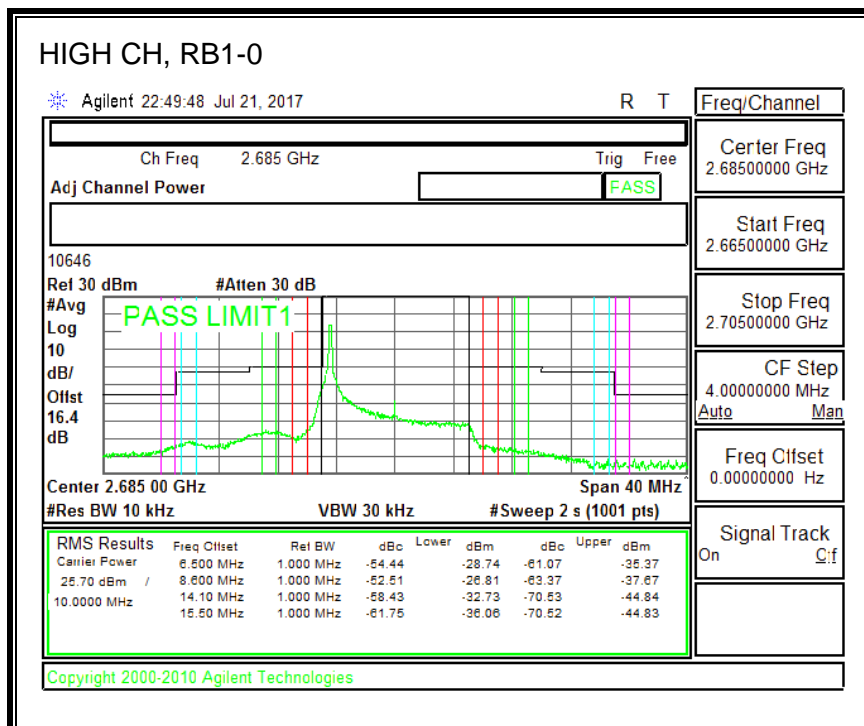 HIGH CH, RB1-0
Agilent 22:49:48 Jul 21, 2017 R T
Freq/Channel
Ch Freq 2.685 GHz Trig Free
Adj Channel Power PASS
Center Freq
2.68500000 GHz
Start Freq
2.66500000 GHz
10646
Ref 30 dBm #Atten 30 dB
#Avg
Log
10
dB/
Offst
16.4
dB
PASS LIMIT1
Stop Freq
2.70500000 GHz
CF Step
4.00000000 MHz
Auto Man
Freq Offset
0.00000000 Hz
Center 2.685 00 GHz Span 40 MHz
#Res BW 10 kHz VBW 30 kHz #Sweep 2 s (1001 pts)
Signal Track
On Off
RMS Results Freq Offset Ref BW dBc Lower dBm dBc Upper dBm
Carrier Power 6.500 MHz 1.000 MHz -54.44 -28.74 -61.07 -35.37
25.70 dBm / 8.600 MHz 1.000 MHz -52.51 -26.81 -63.37 -37.67
10.0000 MHz 14.10 MHz 1.000 MHz -58.43 -32.73 -70.53 -44.84
15.50 MHz 1.000 MHz -61.75 -36.06 -70.52 -44.83
Copyright 2000-2010 Agilent Technologies